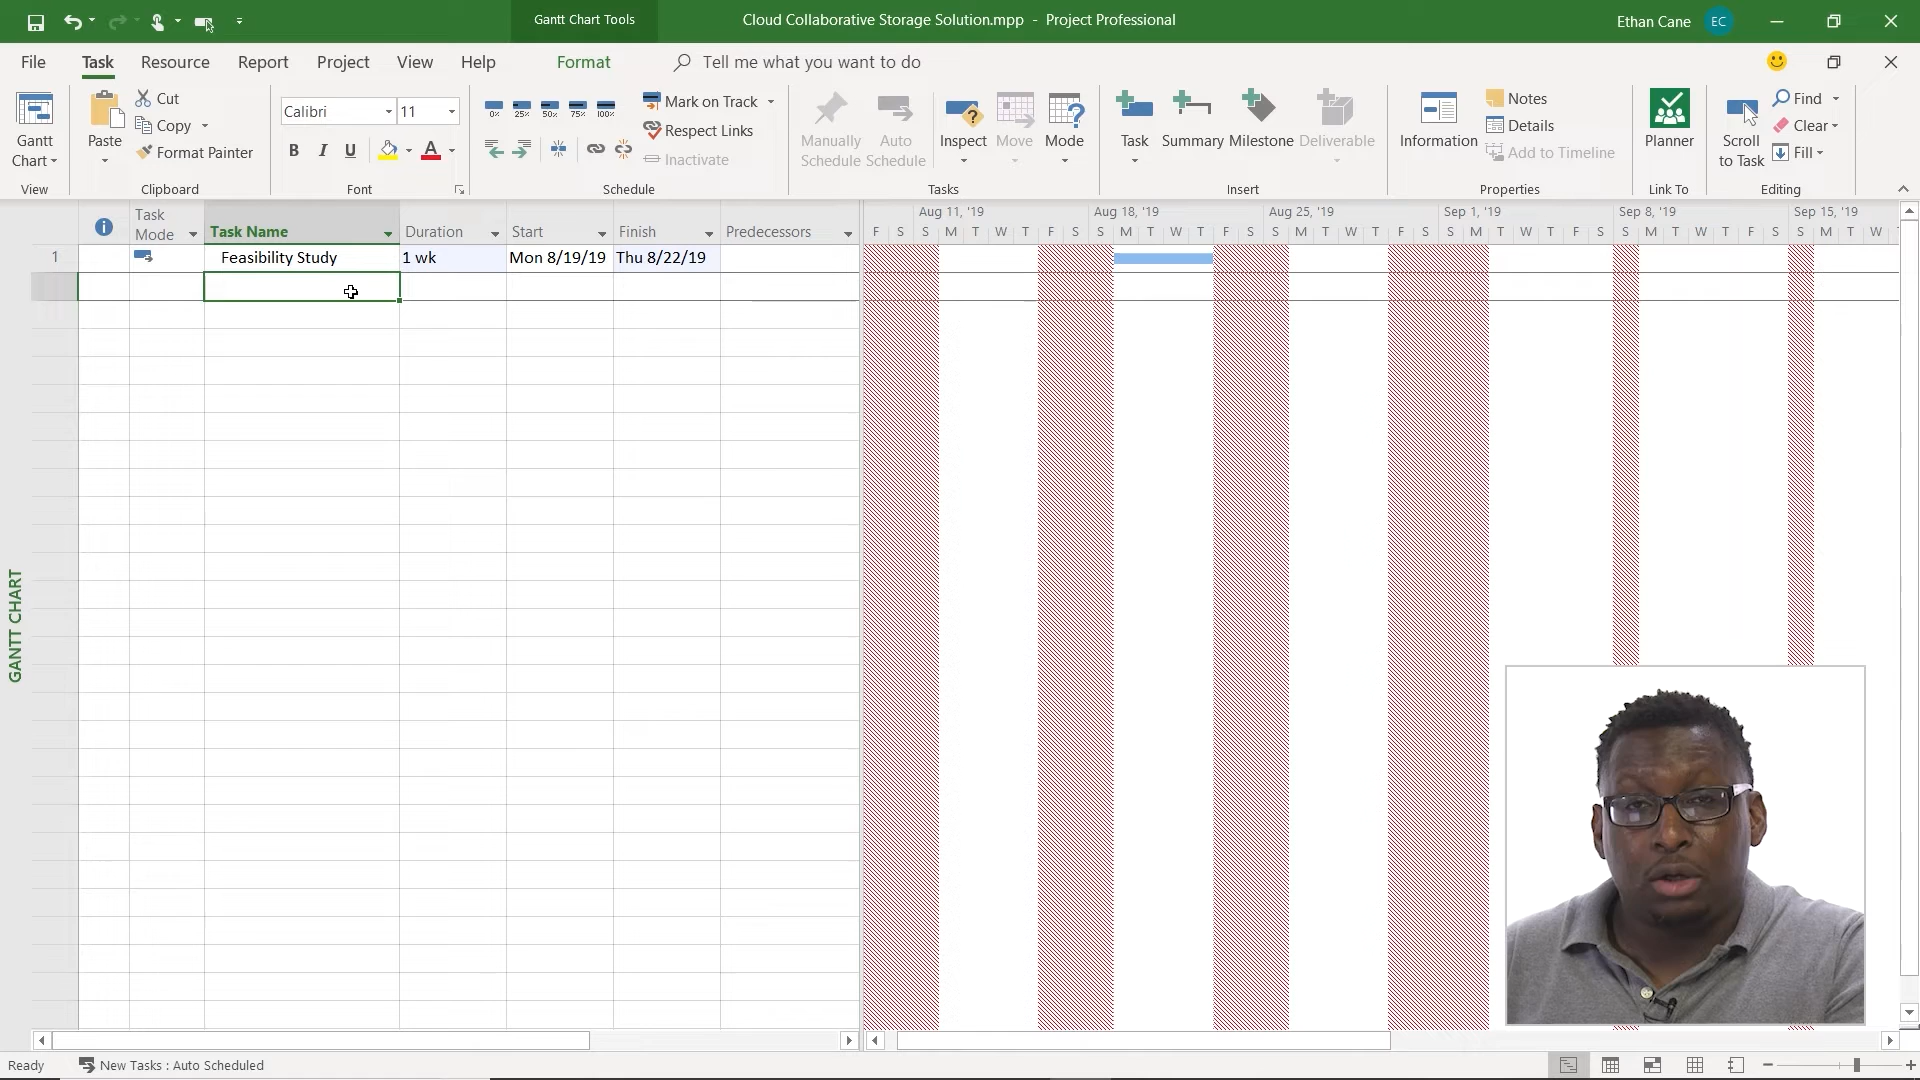 Gantt Chart Tools
Cloud Collaborative Storage Solution.mpp - Project Professional
Ethan Cane
EC
File
Task
Resource
Report
Project
View
Help
Format
Tell me what you want to do
Gantt
Chart
View
Paste
Cut
Copy
Format Painter
Clipboard
Calibri
11
B I U A
Font
0% 25% 50% 75% 100%
Mark on Track
Respect Links
Inactivate
Schedule
Manually
Schedule
Auto
Schedule
Inspect
Move
Mode
Tasks
Task
Summary
Milestone
Deliverable
Insert
Information
Notes
Details
Add to Timeline
Properties
Planner
Link To
Scroll
to Task
Find
Clear
Fill
Editing
Task
Mode
Task Name
Duration
Start
Finish
Predecessors
Aug 11, '19
Aug 18, '19
Aug 25, '19
Sep 1, '19
Sep 8, '19
Sep 15, '19
F S S M T W T F S S M T W T F S S M T W T F S S M T W T F S S M T W T F S S M T W
1 Feasibility Study 1 wk Mon 8/19/19 Thu 8/22/19
GANTT CHART
Ready
New Tasks : Auto Scheduled